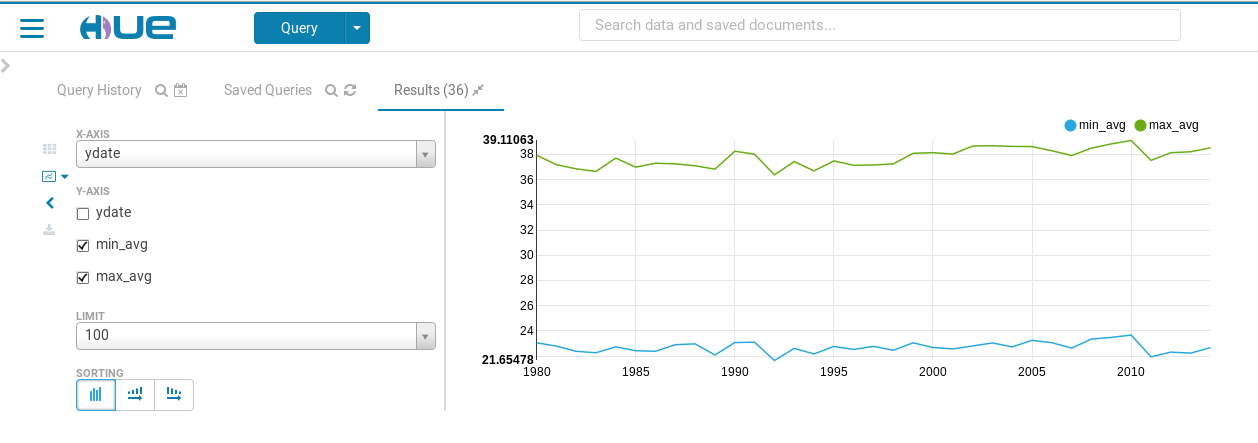 HUE
Query
Search data and saved documents...
Query History
Saved Queries
Results (36)
X-AXIS
ydate
Y-AXIS
ydate
min_avg
max_avg
LIMIT
100
SORTING
min_avg max_avg
39.11063
38
36
34
32
30
28
26
24
21.65478
1980 1985 1990 1995 2000 2005 2010